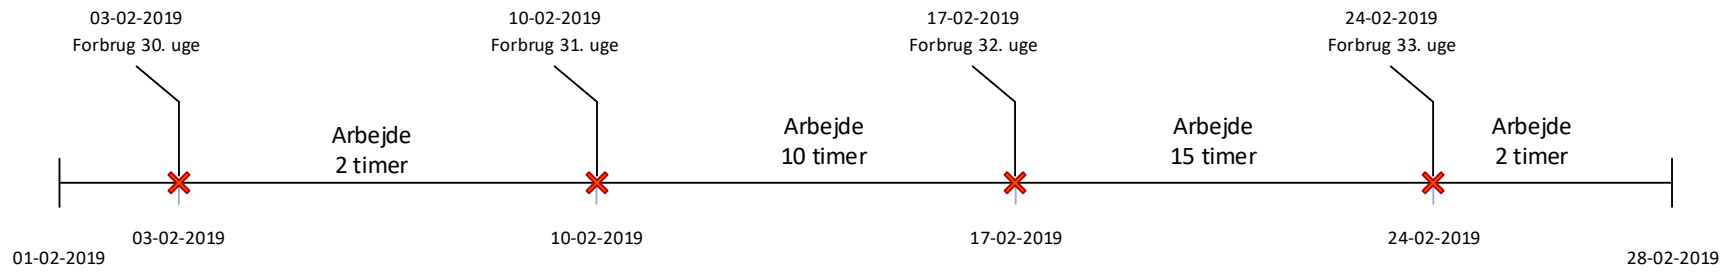 03-02-2019
Forbrug 30. uge
10-02-2019
Forbrug 31. uge
17-02-2019
Forbrug 32. uge
24-02-2019
Forbrug 33. uge
Arbejde
2 timer
Arbejde
10 timer
Arbejde
15 timer
Arbejde
2 timer
03-02-2019
10-02-2019
17-02-2019
24-02-2019
01-02-2019
28-02-2019